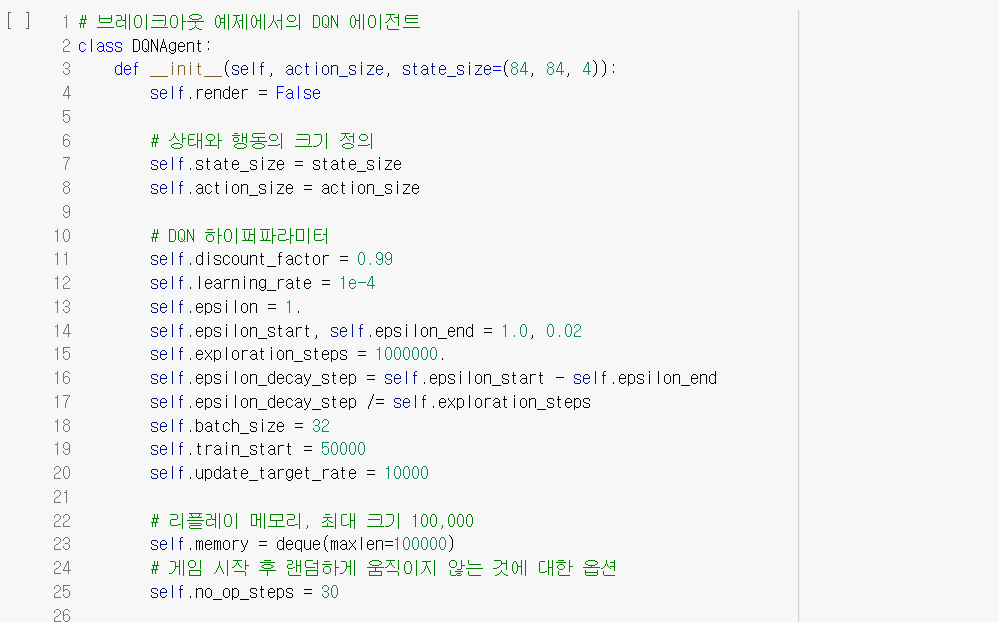 [ ] 1 # 브레이크아웃 예제에서의 DQN 에이전트
2 class DQNAgent:
3     def __init__(self, action_size, state_size=(84, 84, 4)):
4         self.render = False
5
6         # 상태와 행동의 크기 정의
7         self.state_size = state_size
8         self.action_size = action_size
9
10         # DQN 하이퍼파라미터
11         self.discount_factor = 0.99
12         self.learning_rate = 1e-4
13         self.epsilon = 1.
14         self.epsilon_start, self.epsilon_end = 1.0, 0.02
15         self.exploration_steps = 1000000.
16         self.epsilon_decay_step = self.epsilon_start - self.epsilon_end
17         self.epsilon_decay_step /= self.exploration_steps
18         self.batch_size = 32
19         self.train_start = 50000
20         self.update_target_rate = 10000
21
22         # 리플레이 메모리, 최대 크기 100,000
23         self.memory = deque(maxlen=100000)
24         # 게임 시작 후 랜덤하게 움직이지 않는 것에 대한 옵션
25         self.no_op_steps = 30
26